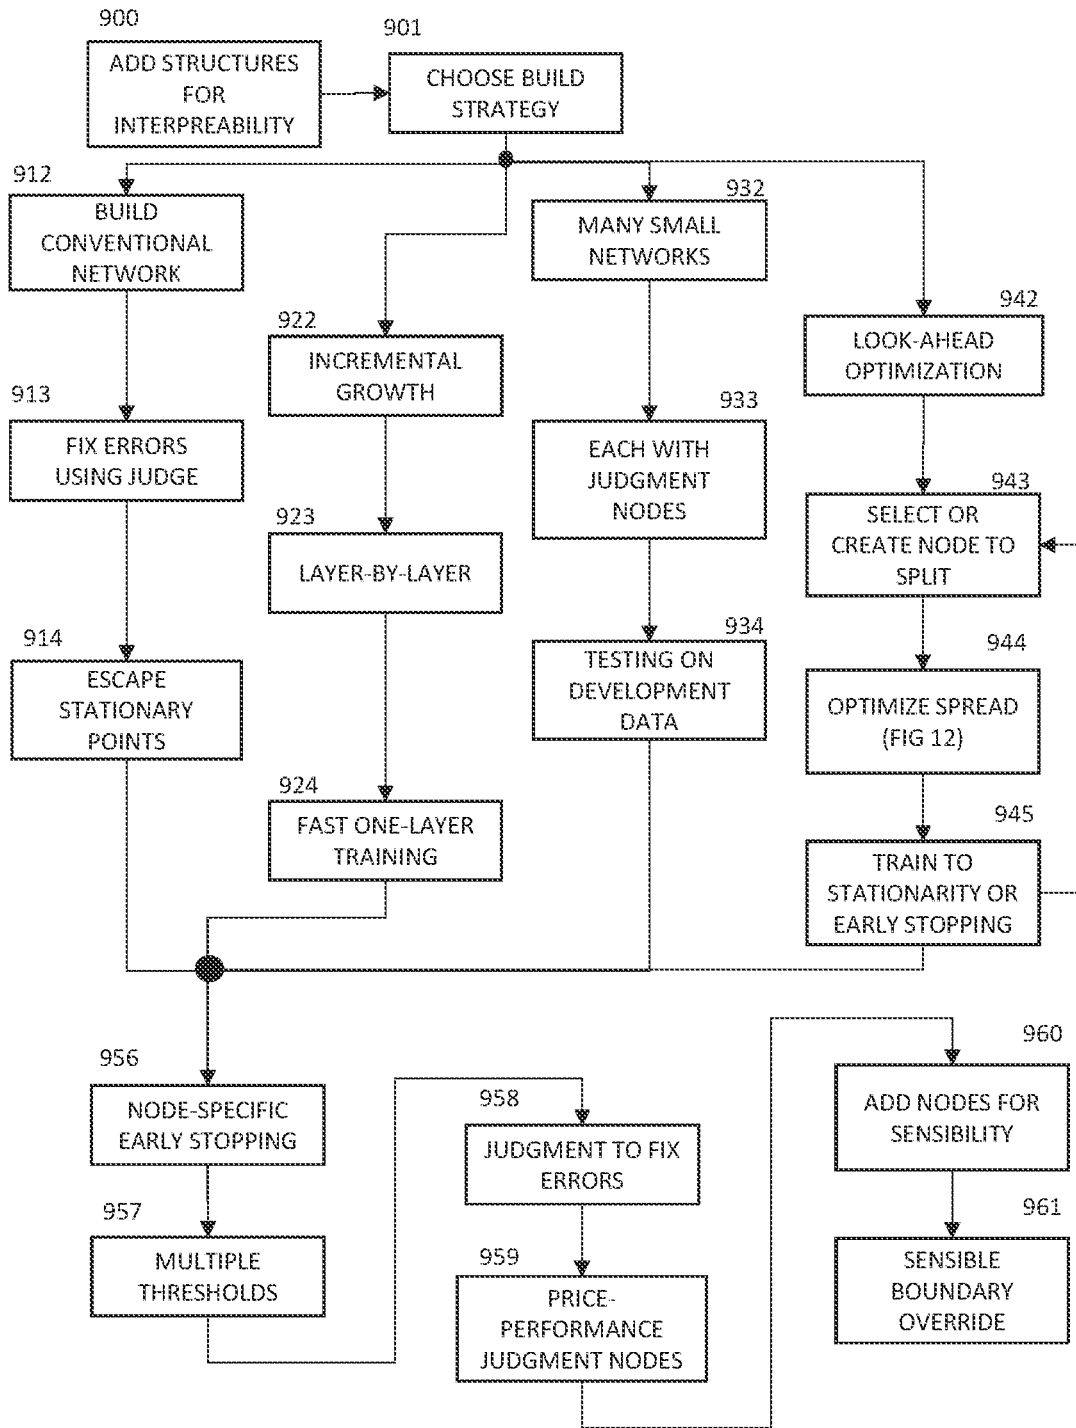 900
ADD STRUCTURES
FOR
INTERPREABILITY
901
CHOOSE BUILD
STRATEGY
912
BUILD
CONVENTIONAL
NETWORK
913
FIX ERRORS
USING JUDGE
914
ESCAPE
STATIONARY
POINTS
922
INCREMENTAL
GROWTH
923
LAYER-BY-LAYER
924
FAST ONE-LAYER
TRAINING
932
MANY SMALL
NETWORKS
933
EACH WITH
JUDGMENT
NODES
934
TESTING ON
DEVELOPMENT
DATA
942
LOOK-AHEAD
OPTIMIZATION
943
SELECT OR
CREATE NODE TO
SPLIT
944
OPTIMIZE SPREAD
(FIG 12)
945
TRAIN TO
STATIONARITY OR
EARLY STOPPING
956
NODE-SPECIFIC
EARLY STOPPING
957
MULTIPLE
THRESHOLDS
958
JUDGMENT TO FIX
ERRORS
959
PRICE-
PERFORMANCE
JUDGMENT NODES
960
ADD NODES FOR
SENSIBILITY
961
SENSIBLE
BOUNDARY
OVERRIDE